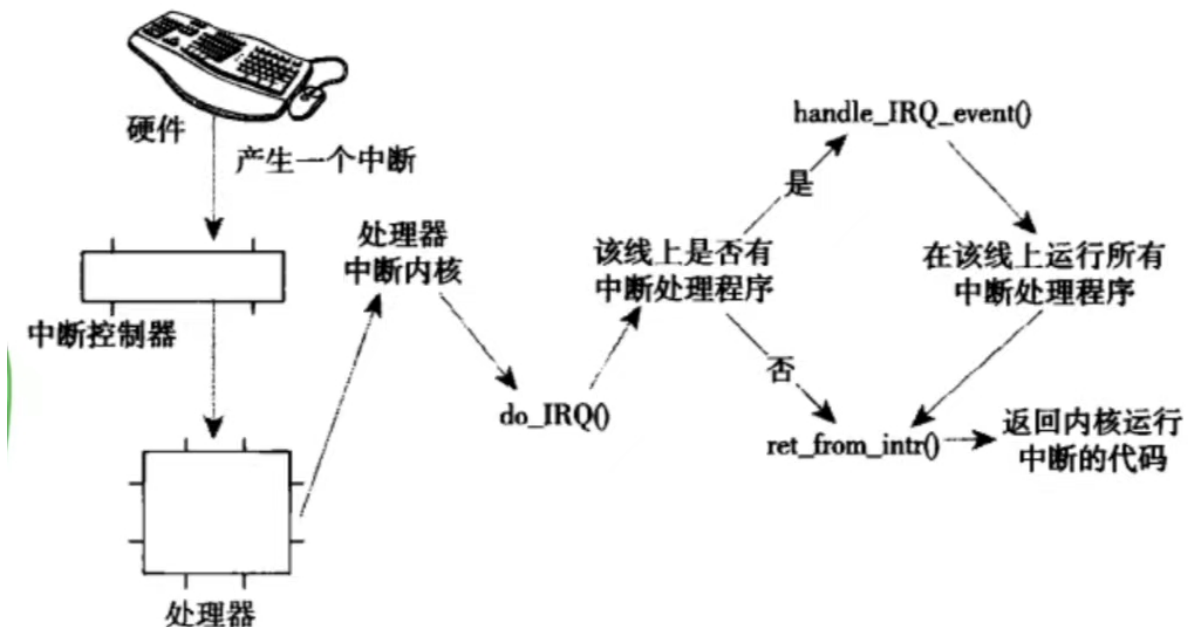 硬件
产生一个中断
中断控制器
处理器
处理器
中断内核
do_IRQ()
该线上是否有
中断处理程序
是
否
handle_IRQ_event()
在该线上运行所有
中断处理程序
ret_from_intr()
返回内核运行
中断的代码